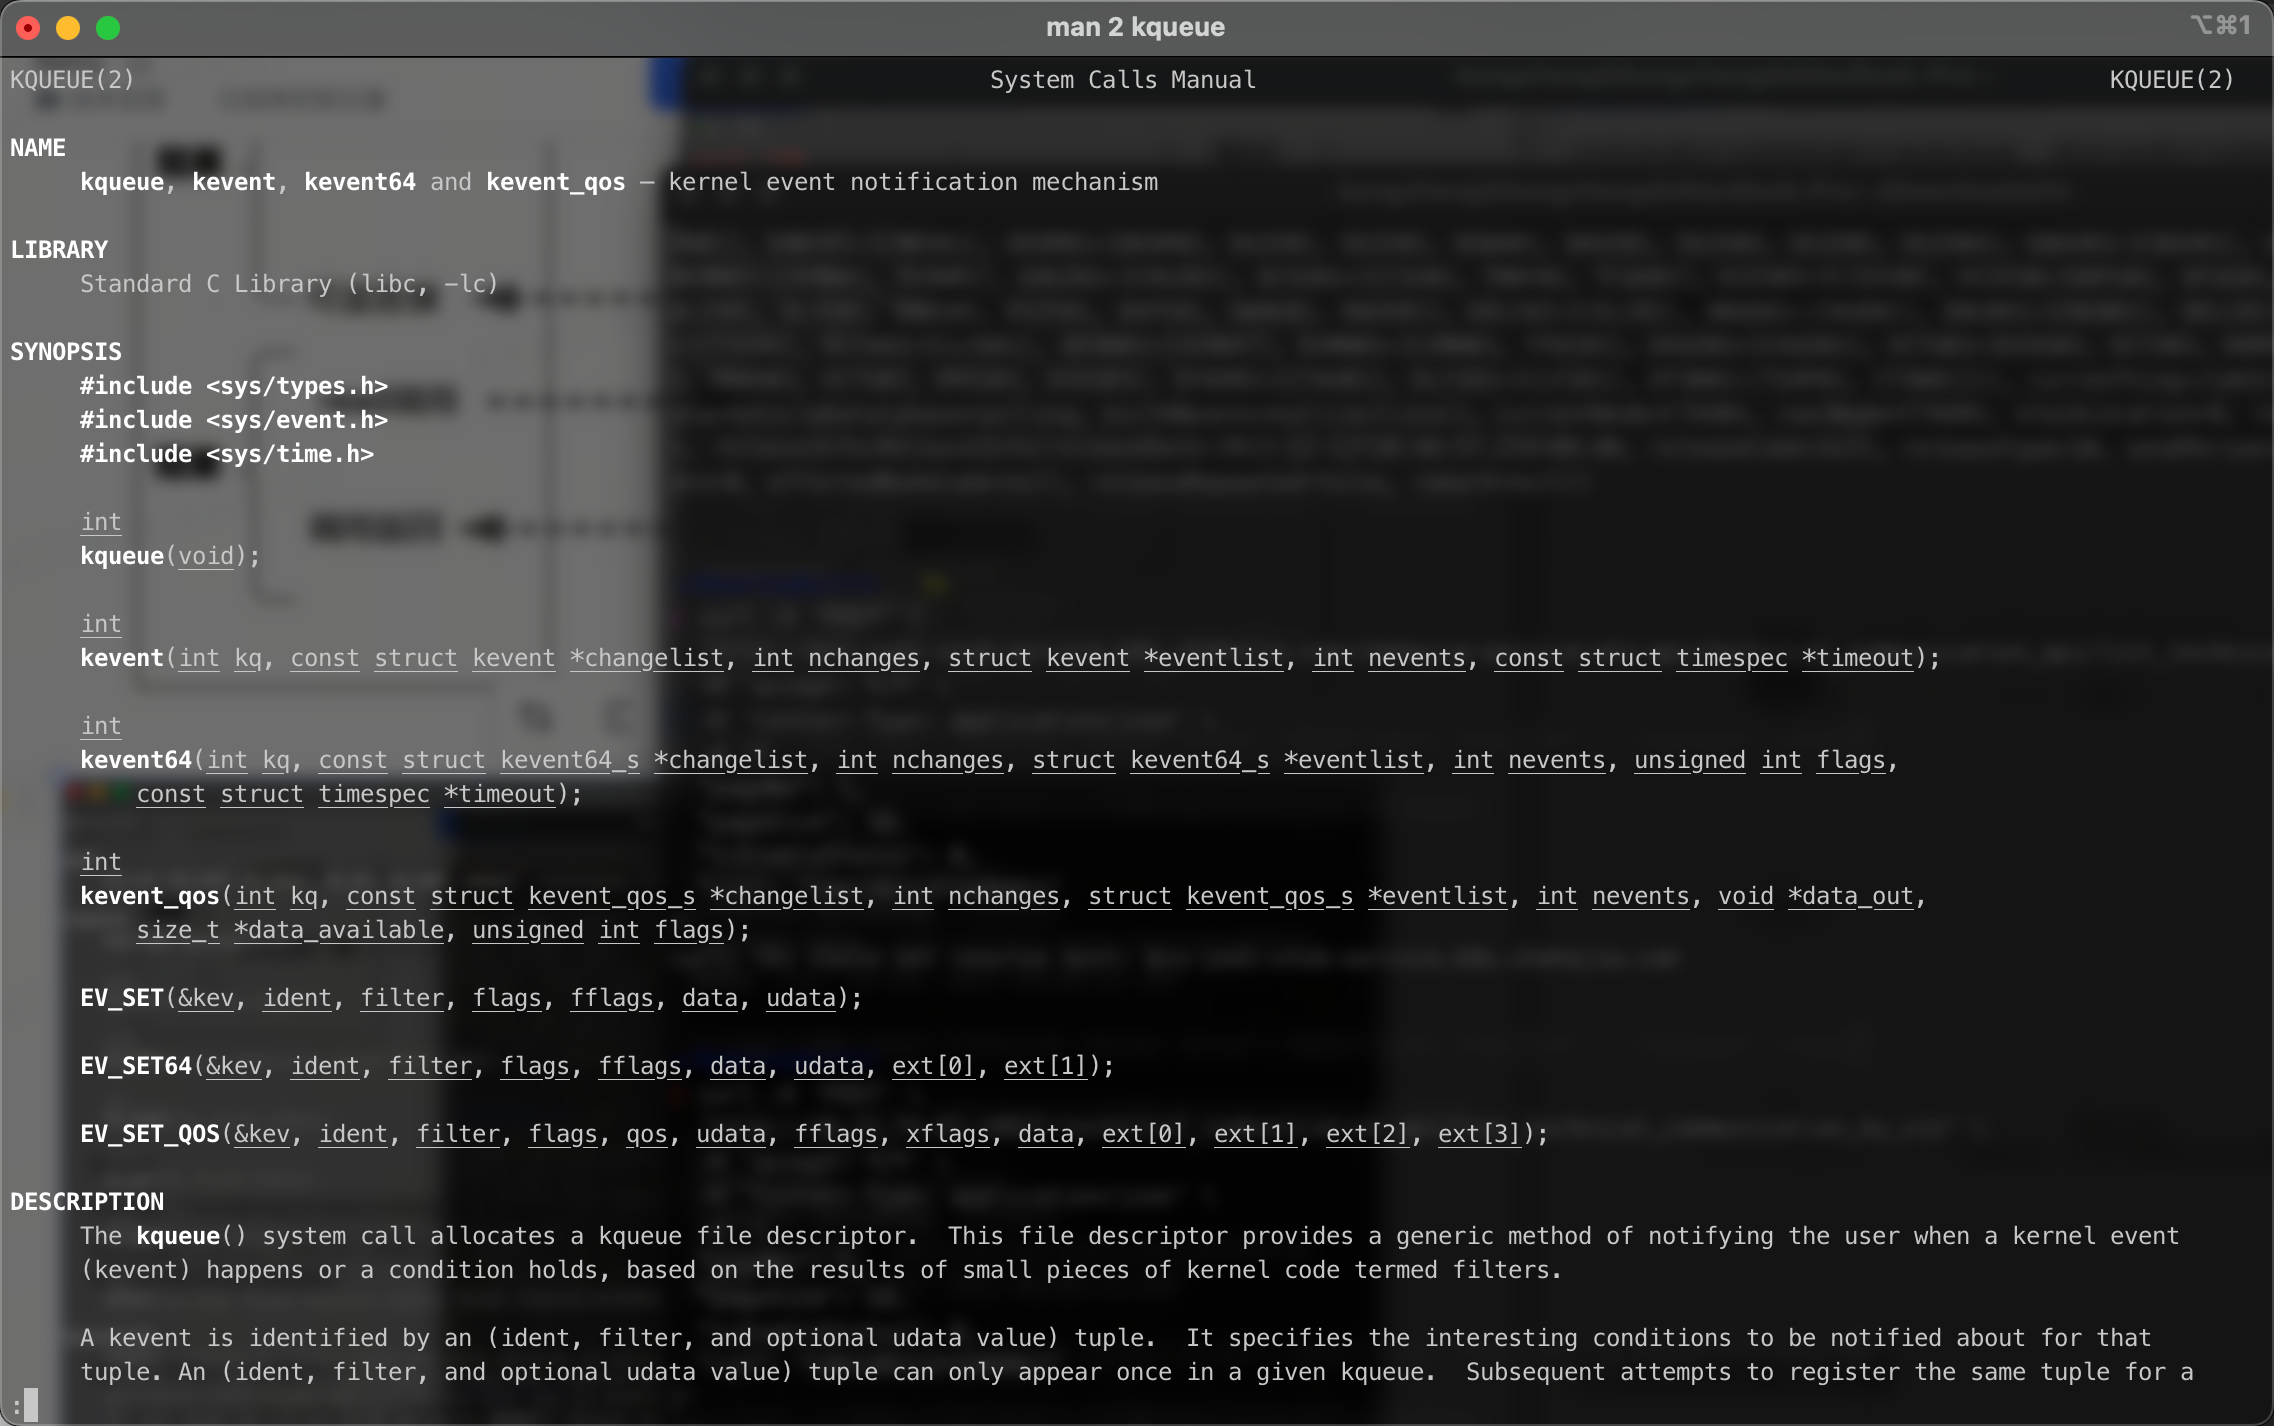 man 2 kqueue
⌥⌘1
KQUEUE(2) System Calls Manual KQUEUE(2)
NAME
kqueue, kevent, kevent64 and kevent_qos – kernel event notification mechanism
LIBRARY
Standard C Library (libc, -lc)
SYNOPSIS
#include <sys/types.h>
#include <sys/event.h>
#include <sys/time.h>
int
kqueue(void);
int
kevent(int kq, const struct kevent *changelist, int nchanges, struct kevent *eventlist, int nevents, const struct timespec *timeout);
int
kevent64(int kq, const struct kevent64_s *changelist, int nchanges, struct kevent64_s *eventlist, int nevents, unsigned int flags,
const struct timespec *timeout);
int
kevent_qos(int kq, const struct kevent_qos_s *changelist, int nchanges, struct kevent_qos_s *eventlist, int nevents, void *data_out,
size_t *data_available, unsigned int flags);
EV_SET(&kev, ident, filter, flags, fflags, data, udata);
EV_SET64(&kev, ident, filter, flags, fflags, data, udata, ext[0], ext[1]);
EV_SET_QOS(&kev, ident, filter, flags, qos, udata, fflags, xflags, data, ext[0], ext[1], ext[2], ext[3]);
DESCRIPTION
The kqueue() system call allocates a kqueue file descriptor.  This file descriptor provides a generic method of notifying the user when a kernel event
(kevent) happens or a condition holds, based on the results of small pieces of kernel code termed filters.
A kevent is identified by an (ident, filter, and optional udata value) tuple.  It specifies the interesting conditions to be notified about for that
tuple. An (ident, filter, and optional udata value) tuple can only appear once in a given kqueue.  Subsequent attempts to register the same tuple for a
: